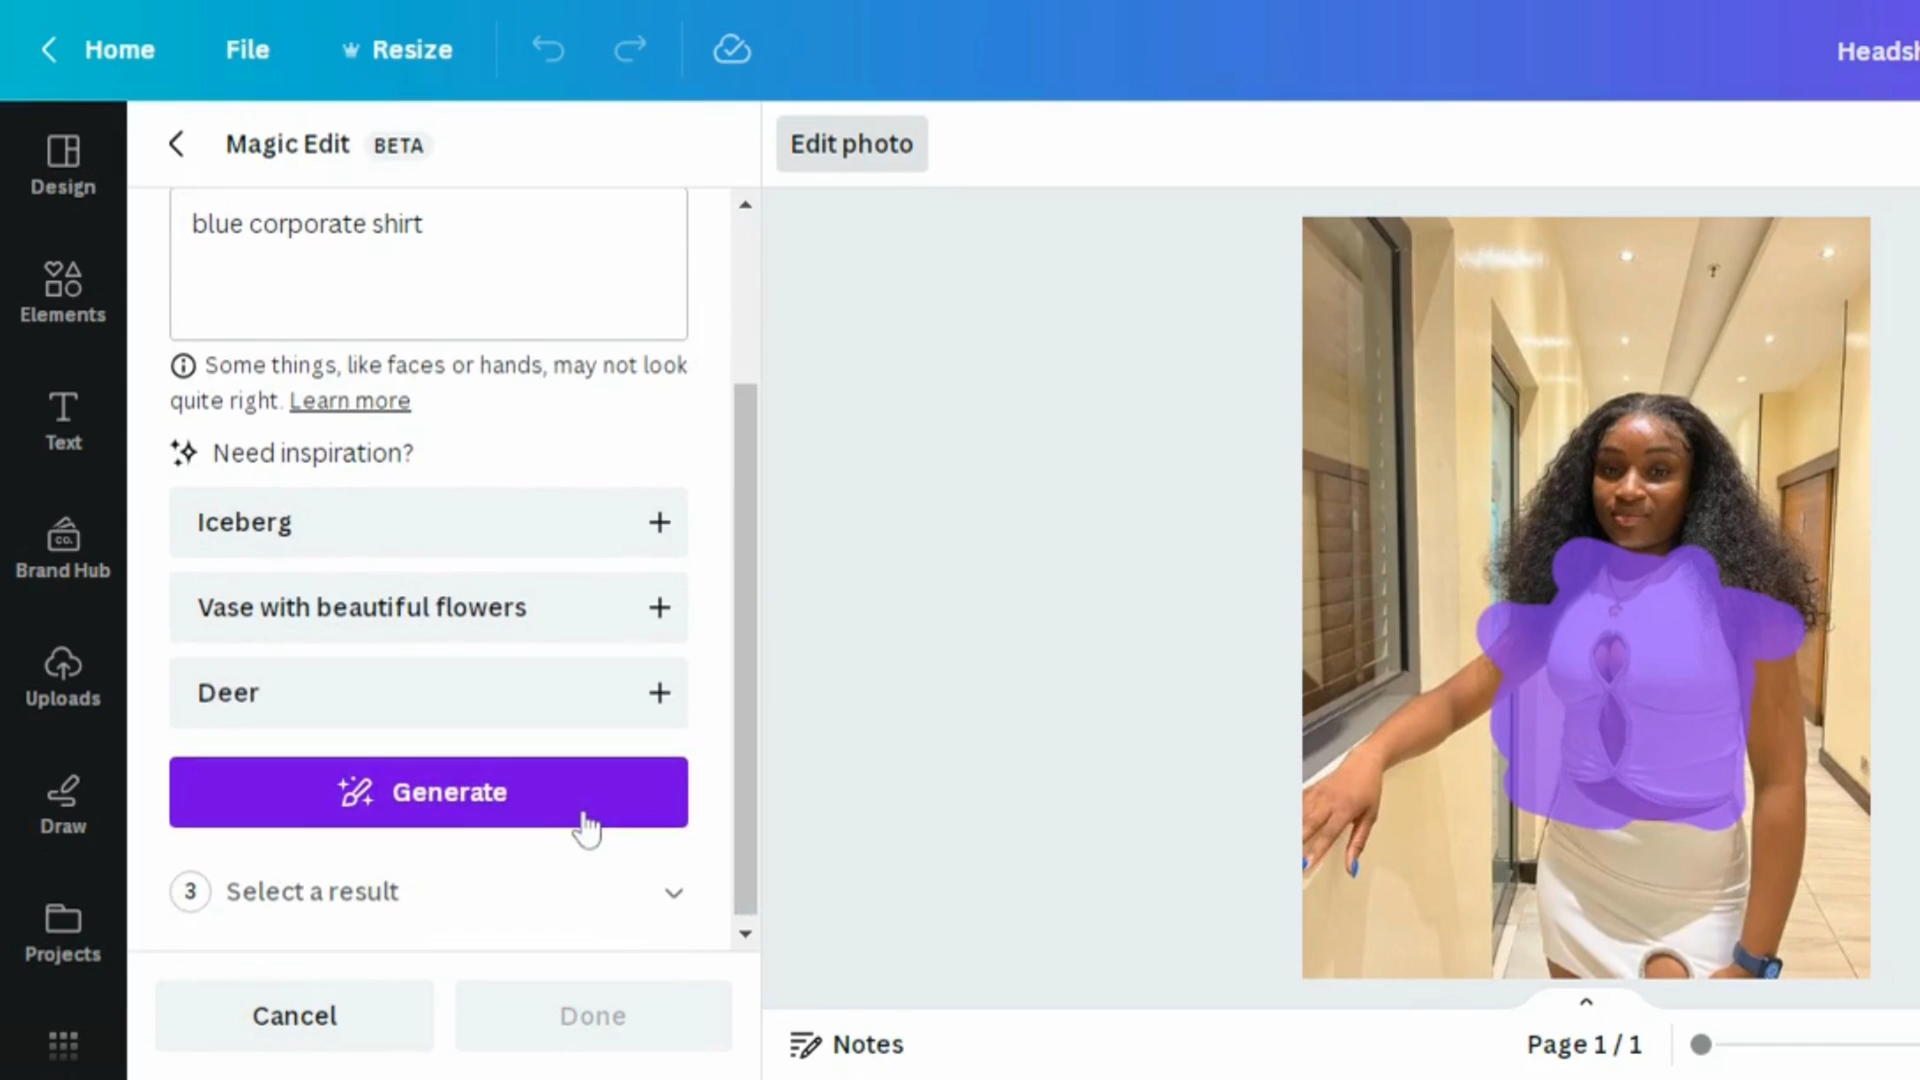 Home
File
Resize
Headsh
Design
Elements
Text
CO.
Brand Hub
Uploads
Draw
Projects
Magic Edit BETA
blue corporate shirt
Some things, like faces or hands, may not look
quite right. Learn more
Need inspiration?
Iceberg
Vase with beautiful flowers
Deer
Generate
3 Select a result
Cancel
Done
Edit photo
Notes
Page 1 / 1